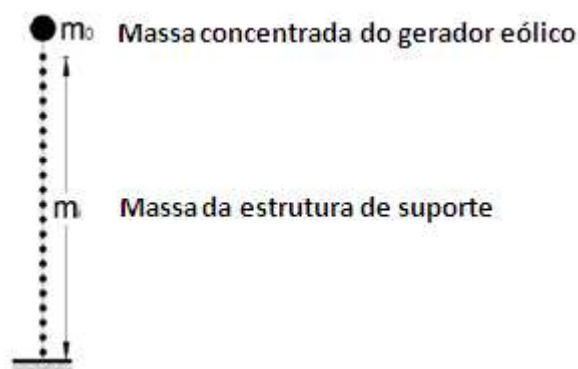 m₀ Massa concentrada do gerador eólico
mᵢ Massa da estrutura de suporte